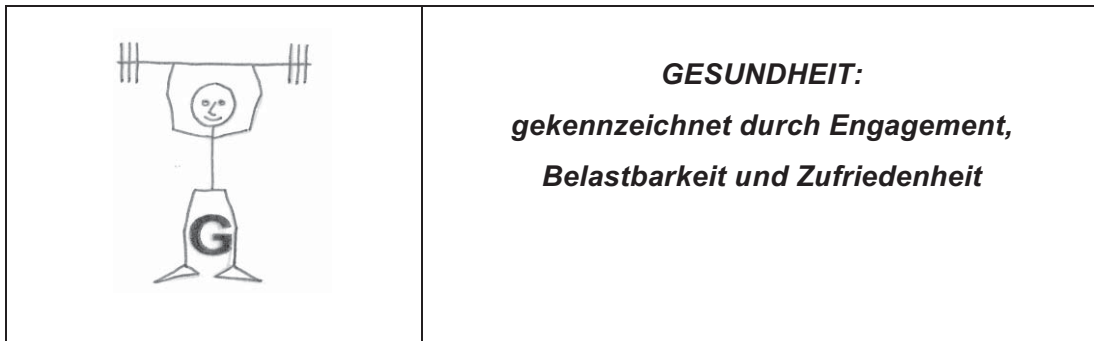 GESUNDHEIT:
gekennzeichnet durch Engagement,
Belastbarkeit und Zufriedenheit
G